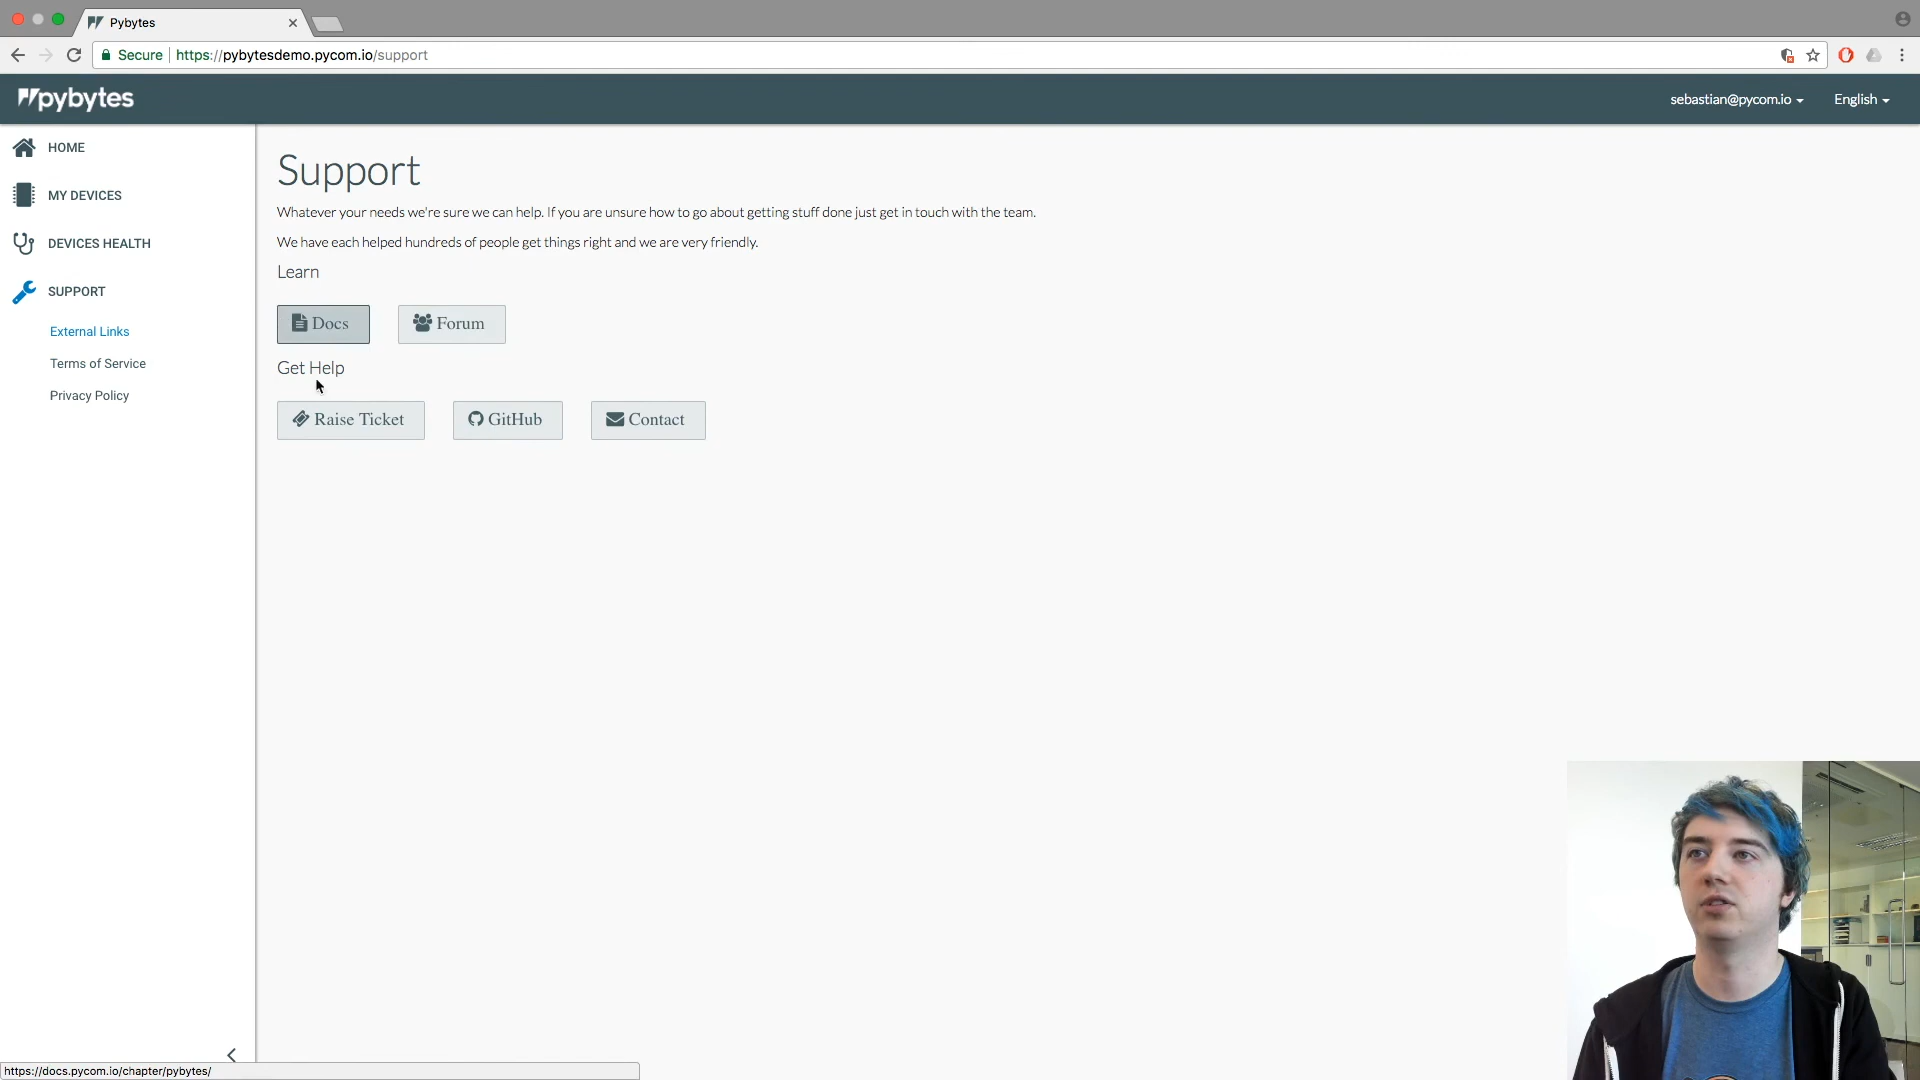 Pybytes
Secure https://pybytesdemo.pycom.io/support
pybytes
sebastian@pycom.io
English
HOME
MY DEVICES
DEVICES HEALTH
SUPPORT
External Links
Terms of Service
Privacy Policy
Support
Whatever your needs we're sure we can help. If you are unsure how to go about getting stuff done just get in touch with the team.
We have each helped hundreds of people get things right and we are very friendly.
Learn
Docs
Forum
Get Help
Raise Ticket
GitHub
Contact
https://docs.pycom.io/chapter/pybytes/